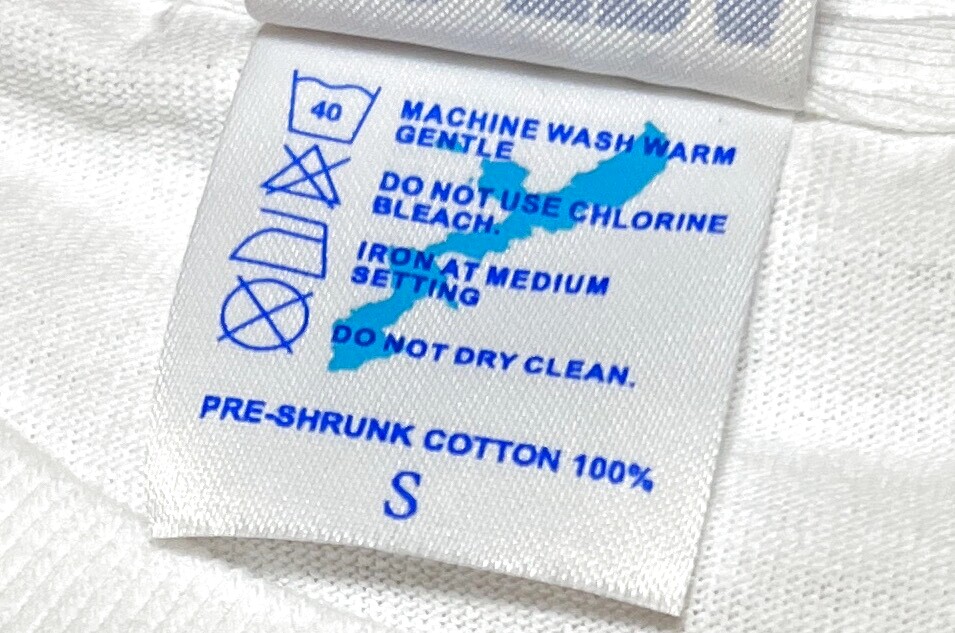 40
MACHINE WASH WARM
GENTLE
DO NOT USE CHLORINE
BLEACH.
IRON AT MEDIUM
SETTING
DO NOT DRY CLEAN.
PRE-SHRUNK COTTON 100%
S